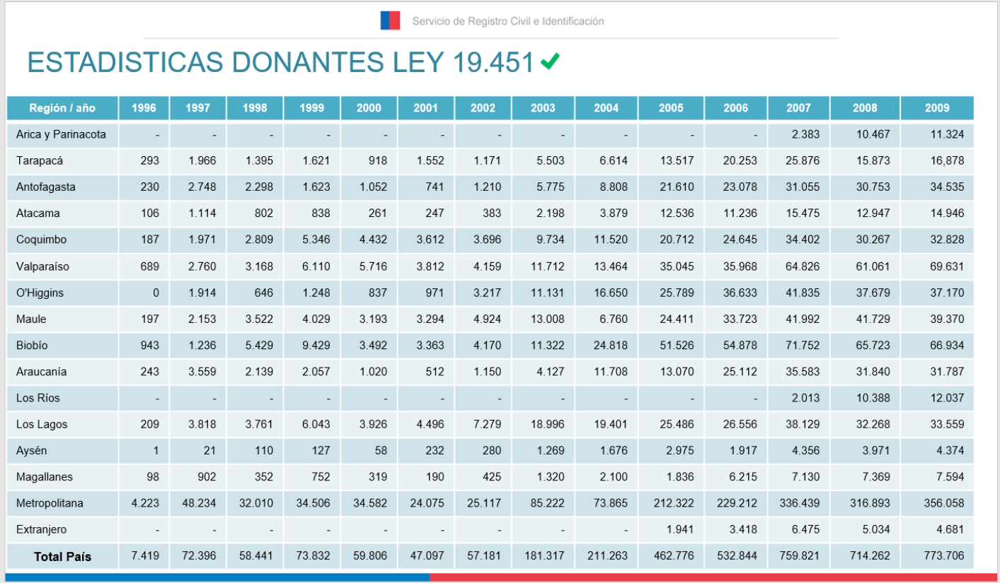 Servicio de Registro Civil e Identificación
ESTADISTICAS DONANTES LEY 19.451
Región / año 1996 1997 1998 1999 2000 2001 2002 2003 2004 2005 2006 2007 2008 2009
Arica y Parinacota - - - - - - - - - - - 2.383 10.467 11.324
Tarapacá 293 1.966 1.395 1.621 918 1.552 1.171 5.503 6.614 13.517 20.253 25.876 15.873 16,878
Antofagasta 230 2.748 2.298 1.623 1.052 741 1.210 5.775 8.808 21.610 23.078 31.055 30.753 34.535
Atacama 106 1.114 802 838 261 247 383 2.198 3.879 12.536 11.236 15.475 12.947 14.946
Coquimbo 187 1.971 2.809 5.346 4.432 3.612 3.696 9.734 11.520 20.712 24.645 34.402 30.267 32.828
Valparaíso 689 2.760 3.168 6.110 5.716 3.812 4.159 11.712 13.464 35.045 35.968 64.826 61.061 69.631
O'Higgins 0 1.914 646 1.248 837 971 3.217 11.131 16.650 25.789 36.633 41.835 37.679 37.170
Maule 197 2.153 3.522 4.029 3.193 3.294 4.924 13.008 6.760 24.411 33.723 41.992 41.729 39.370
Biobío 943 1.236 5.429 9.429 3.492 3.363 4.170 11.322 24.818 51.526 54.878 71.752 65.723 66.934
Araucanía 243 3.559 2.139 2.057 1.020 512 1.150 4.127 11.708 13.070 25.112 35.583 31.840 31.787
Los Ríos - - - - - - - - - - - 2.013 10.388 12.037
Los Lagos 209 3.818 3.761 6.043 3.926 4.496 7.279 18.996 19.401 25.486 26.556 38.129 32.268 33.559
Aysén 1 21 110 127 58 232 280 1.269 1.676 2.975 1.917 4.356 3.971 4.374
Magallanes 98 902 352 752 319 190 425 1.320 2.100 1.836 6.215 7.130 7.369 7.594
Metropolitana 4.223 48.234 32.010 34.506 34.582 24.075 25.117 85.222 73.865 212.322 229.212 336.439 316.893 356.058
Extranjero - - - - - - - - - 1.941 3.418 6.475 5.034 4.681
Total País 7.419 72.396 58.441 73.832 59.806 47.097 57.181 181.317 211.263 462.776 532.844 759.821 714.262 773.706